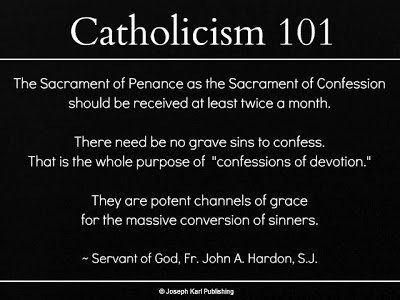 Catholicism 101
The Sacrament of Penance as the Sacrament of Confession
should be received at least twice a month.
There need be no grave sins to confess.
That is the whole purpose of "confessions of devotion."
They are potent channels of grace
for the massive conversion of sinners.
~ Servant of God, Fr. John A. Hardon, S.J.
© Joseph Karl Publishing